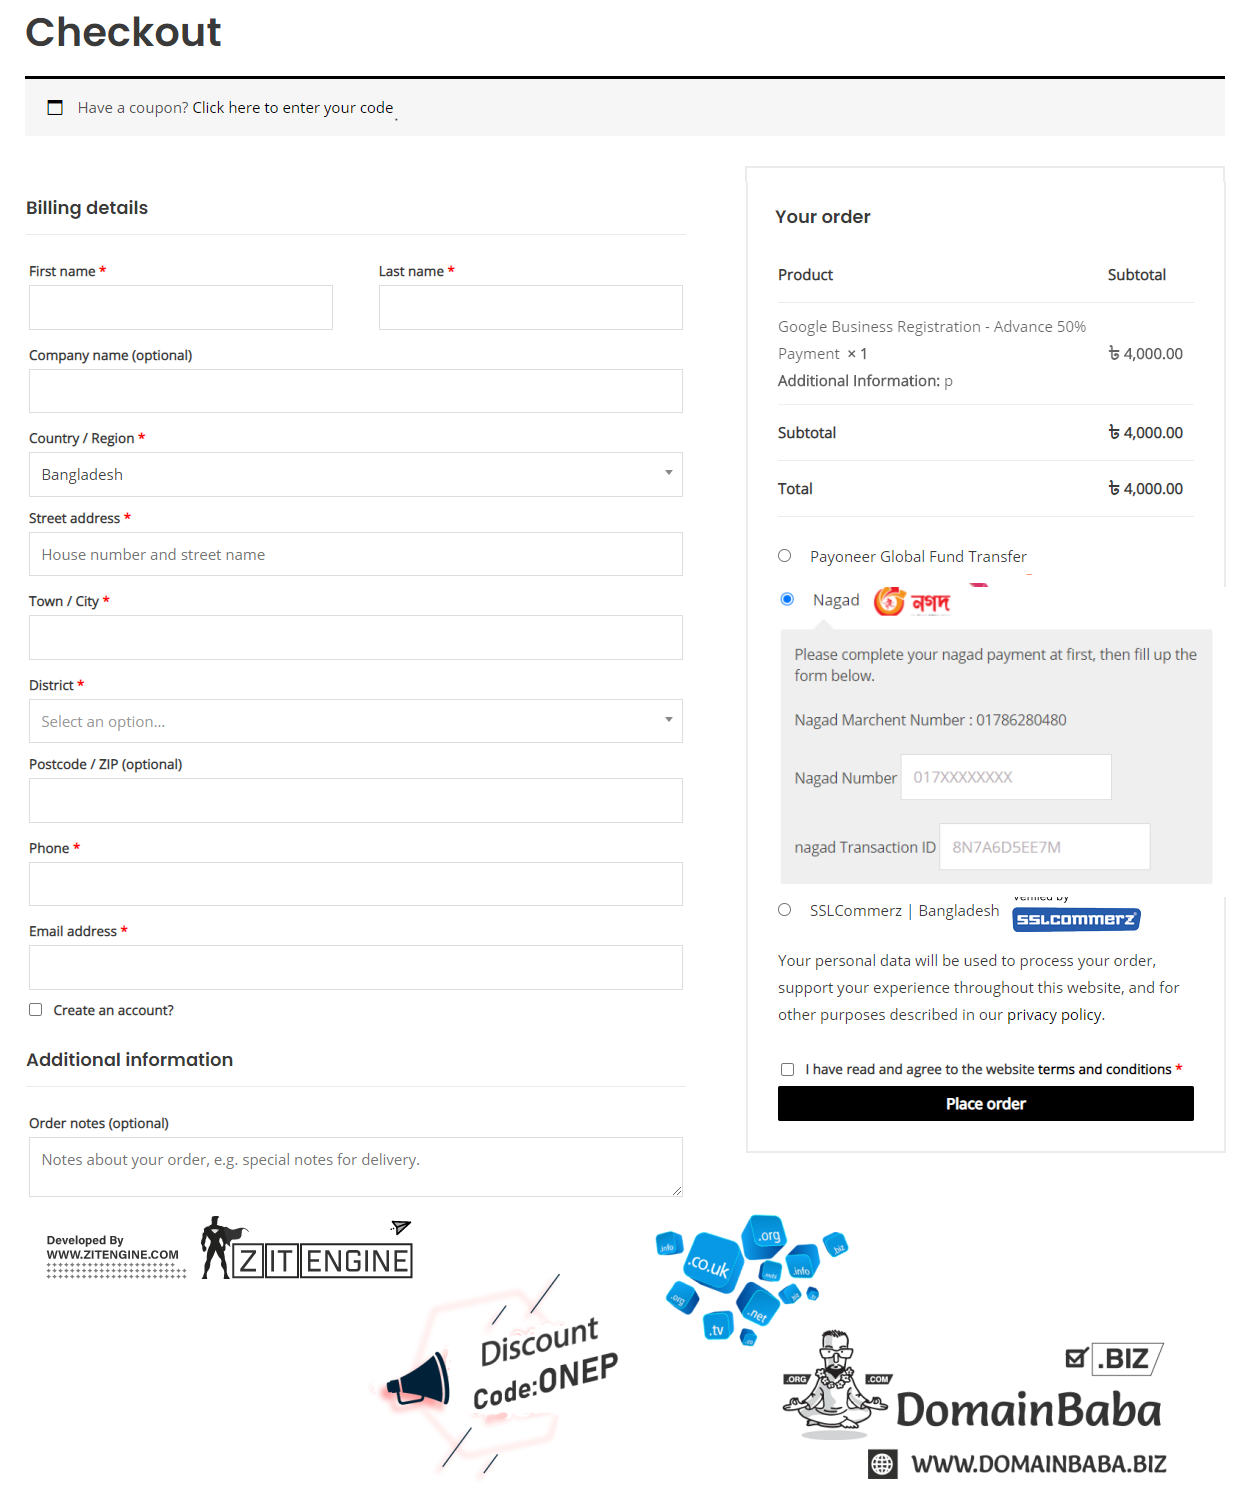 Checkout
Have a coupon? Click here to enter your code
Billing details
First name *
Last name *
Company name (optional)
Country / Region *
Bangladesh
Street address *
House number and street name
Town / City *
District *
Select an option...
Postcode / ZIP (optional)
Phone *
Email address *
Create an account?
Additional information
Order notes (optional)
Notes about your order, e.g. special notes for delivery.
Your order
Product Subtotal
Google Business Registration - Advance 50%
Payment × 1 ৳ 4,000.00
Additional Information: p
Subtotal ৳ 4,000.00
Total ৳ 4,000.00
Payoneer Global Fund Transfer
Nagad নগদ
Please complete your nagad payment at first, then fill up the
form below.
Nagad Marchent Number : 01786280480
Nagad Number 017XXXXXXXX
nagad Transaction ID 8N7A6D5EE7M
Verified by
SSLCommerz | Bangladesh SSLCOMMERZ
Your personal data will be used to process your order,
support your experience throughout this website, and for
other purposes described in our privacy policy.
I have read and agree to the website terms and conditions *
Place order
Developed By
WWW.ZITENGINE.COM
ZIT ENGINE
Discount
Code:ONEP
.info
.org
.biz
.co.uk
.info
.org
.net
.tv
.BIZ
.ORG
.COM
DomainBaba
WWW.DOMAINBABA.BIZ